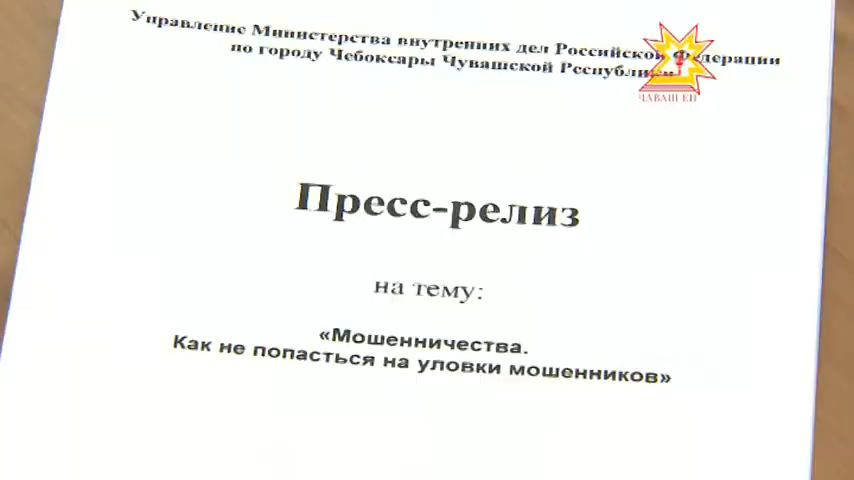 Управление Министерства внутренних дел Российской Федерации
по городу Чебоксары Чувашской Республики
ЧАВАШ ЕН
Пресс-релиз
на тему:
«Мошенничества.
Как не попасться на уловки мошенников»